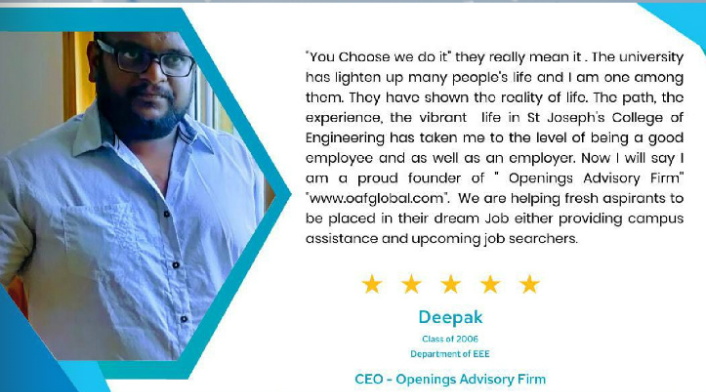 "You Choose we do it" they really mean it . The university
has lighten up many people's life and I am one among
them. They have shown the reality of life. The path, the
experience, the vibrant life in St Joseph's College of
Engineering has taken me to the level of being a good
employee and as well as an employer. Now I will say I
am a proud founder of " Openings Advisory Firm"
"www.oafglobal.com". We are helping fresh aspirants to
be placed in their dream Job either providing campus
assistance and upcoming job searchers.
Deepak
Class of 2006
Department of EEE
CEO - Openings Advisory Firm